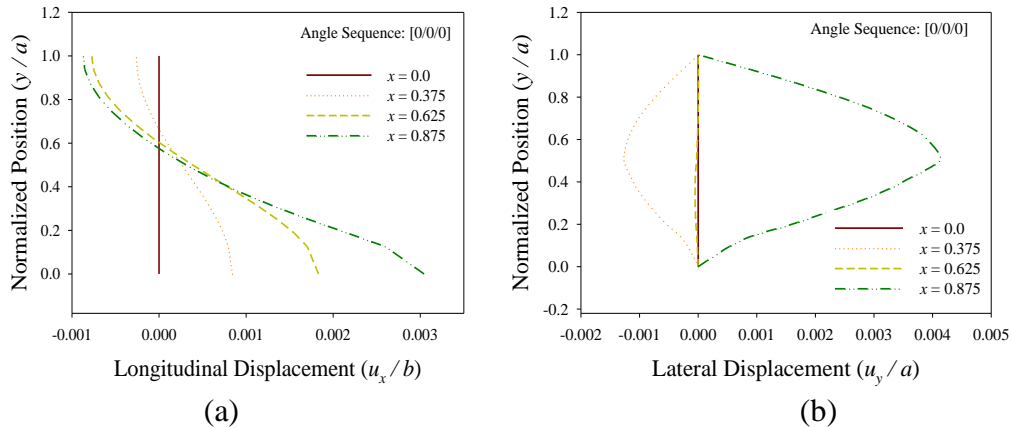 1.2
1.0
0.8
0.6
0.4
0.2
0.0
Normalized Position (y / a)
Angle Sequence: [0/0/0]
x = 0.0
x = 0.375
x = 0.625
x = 0.875
-0.001
0.000
0.001
0.002
0.003
Longitudinal Displacement (u_x / b)
(a)
1.2
1.0
0.8
0.6
0.4
0.2
0.0
-0.2
Normalized Position (y / a)
Angle Sequence: [0/0/0]
x = 0.0
x = 0.375
x = 0.625
x = 0.875
-0.002
-0.001
0.000
0.001
0.002
0.003
0.004
0.005
Lateral Displacement (u_y / a)
(b)